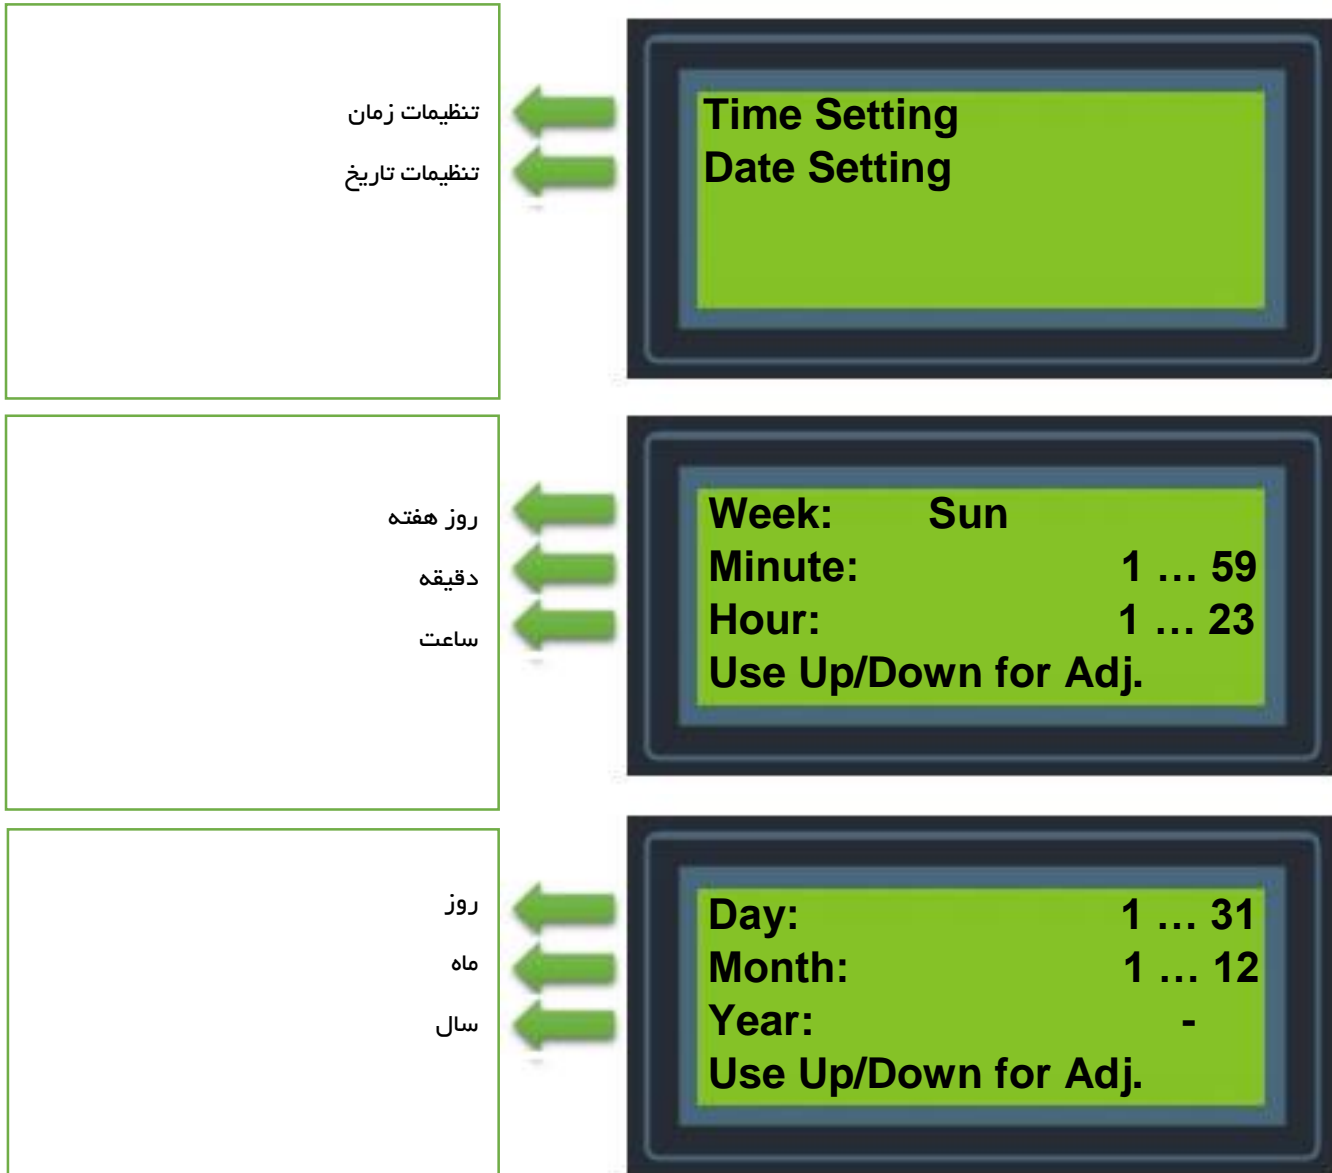 تنظیمات زمان
Time Setting
تنظیمات تاریخ
Date Setting
روز هفته
Week: Sun
دقیقه
Minute: 1 ... 59
ساعت
Hour: 1 ... 23
Use Up/Down for Adj.
روز
Day: 1 ... 31
ماه
Month: 1 ... 12
سال
Year: -
Use Up/Down for Adj.